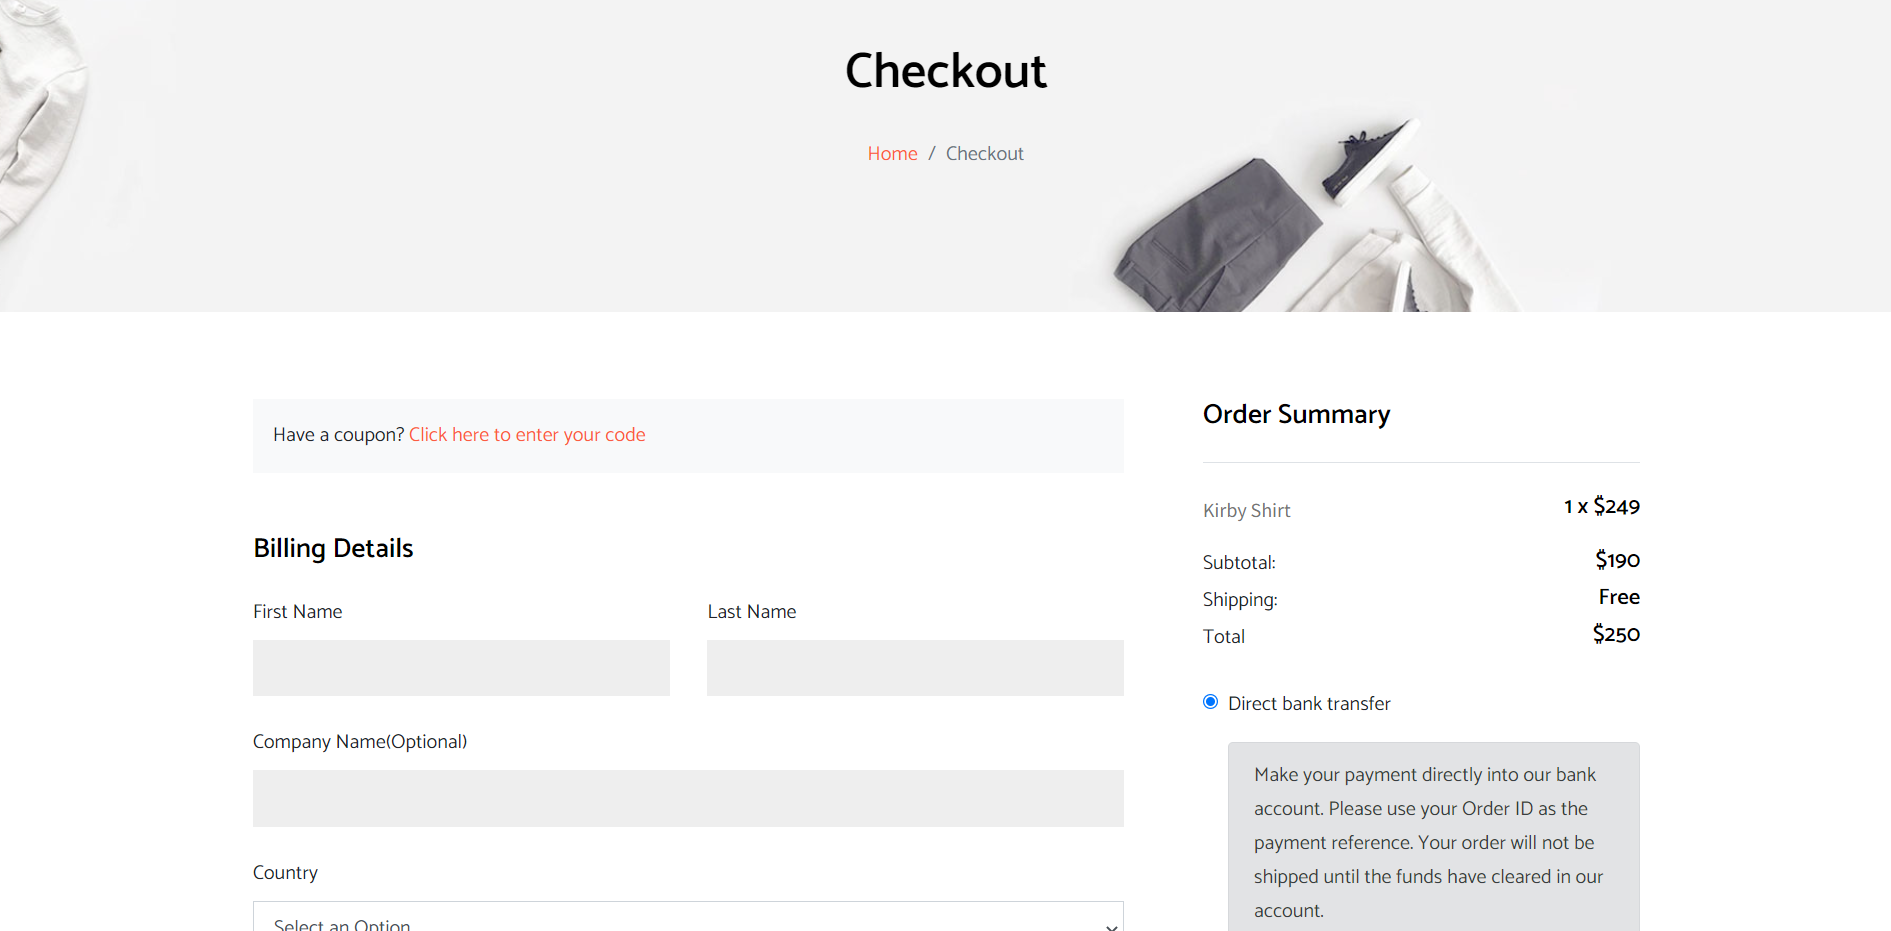 Checkout
Home / Checkout
Have a coupon? Click here to enter your code
Billing Details
First Name
Last Name
Company Name(Optional)
Country
Select an Option
Order Summary
Kirby Shirt 1 x $249
Subtotal: $190
Shipping: Free
Total $250
Direct bank transfer
Make your payment directly into our bank
account. Please use your Order ID as the
payment reference. Your order will not be
shipped until the funds have cleared in our
account.